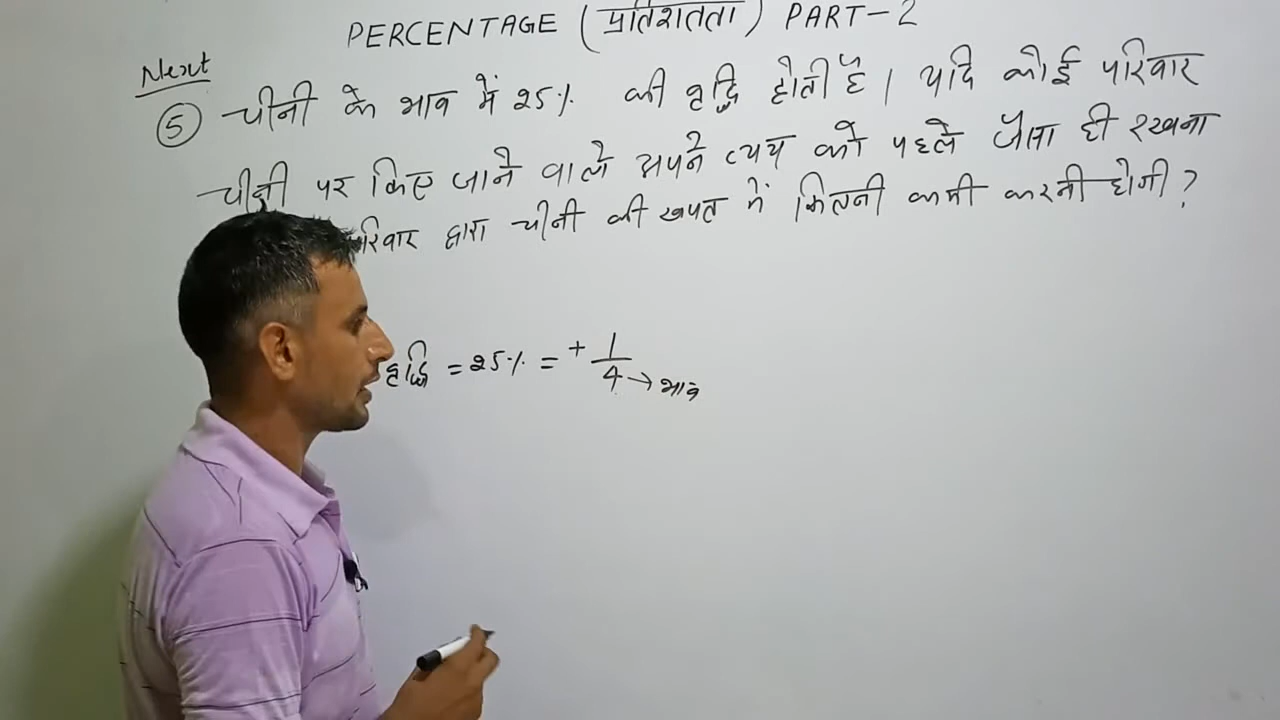 PERCENTAGE (प्रतिशतता) PART-2
Next
⑤ चीनी के भाव में 25% की वृद्धि होती है। यदि कोई परिवार
चीनी पर किए जाने वाले अपने व्यय को पहले जैसा ही रखना
परिवार द्वारा चीनी की खपत में कितनी कमी करनी होगी?
वृद्धि = 25% = + 1/4 → भाव